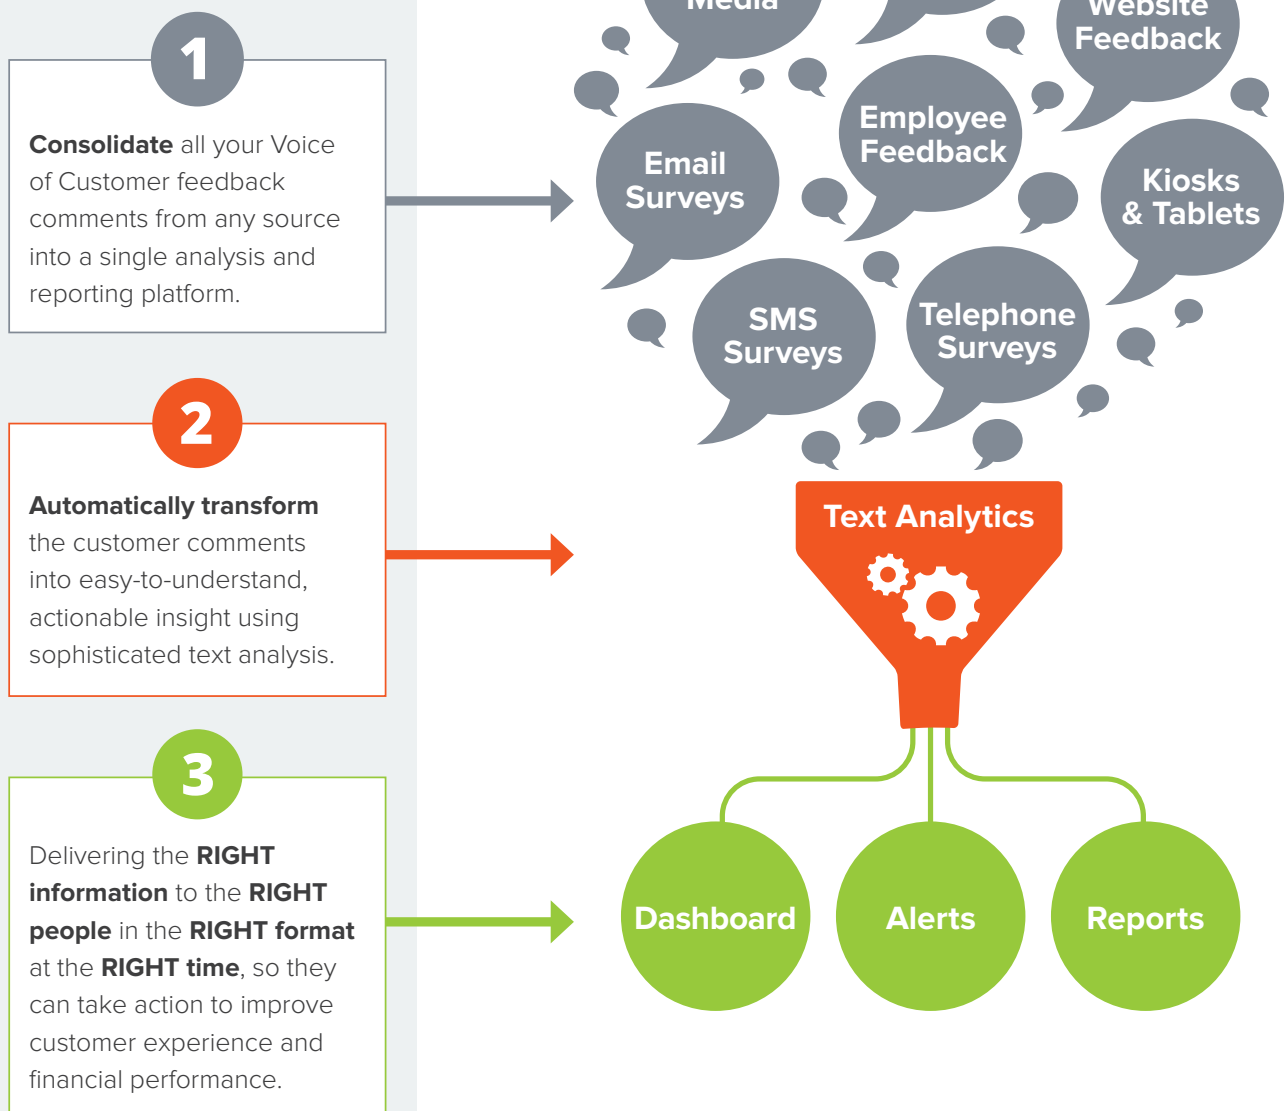 1
Consolidate all your Voice
of Customer feedback
comments from any source
into a single analysis and
reporting platform.
2
Automatically transform
the customer comments
into easy-to-understand,
actionable insight using
sophisticated text analysis.
3
Delivering the RIGHT
information to the RIGHT
people in the RIGHT format
at the RIGHT time, so they
can take action to improve
customer experience and
financial performance.
Media
Website
Feedback
Employee
Feedback
Email
Surveys
Kiosks
& Tablets
SMS
Surveys
Telephone
Surveys
Text Analytics
Dashboard
Alerts
Reports